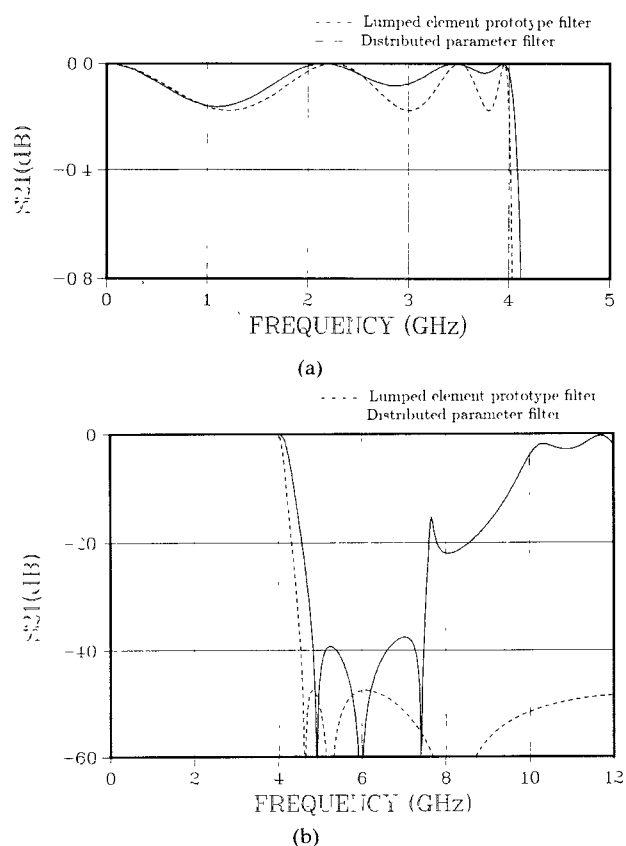 Lumped element prototype filter
Distributed parameter filter
0.0
-0.4
-0.8
S21(dB)
0 1 2 3 4 5
FREQUENCY (GHz)
(a)
Lumped element prototype filter
Distributed parameter filter
0
-20
-40
-60
S21(dB)
0 2 4 6 8 10 12
FREQUENCY (GHz)
(b)